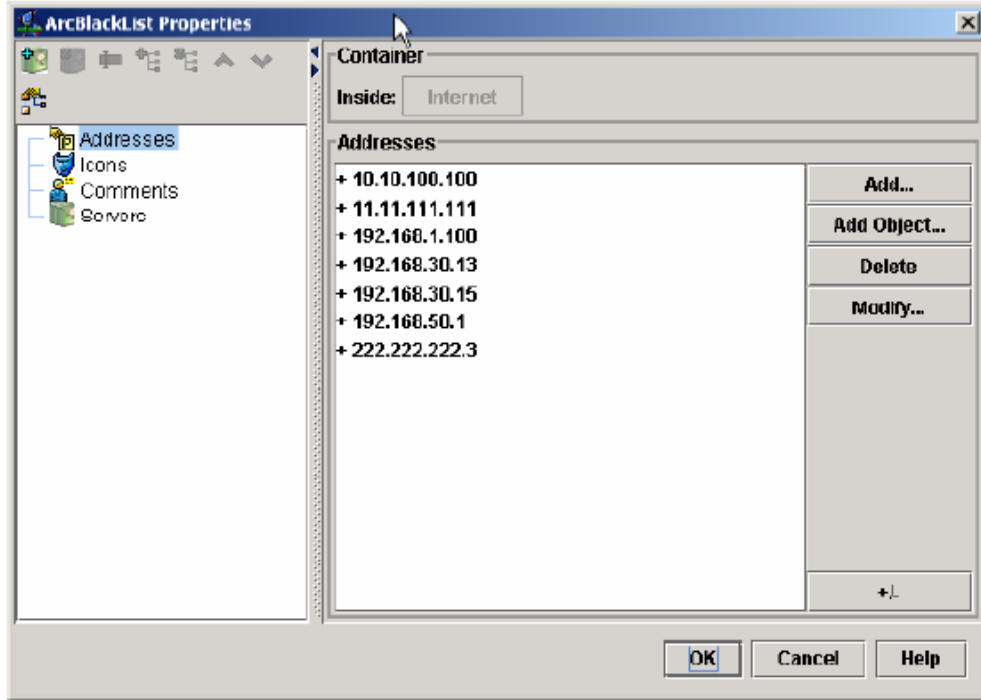 ArcBlackList Properties
Container
Inside: Internet
Addresses
Icons
Comments
Servers
Addresses
+ 10.10.100.100
+ 11.11.111.111
+ 192.168.1.100
+ 192.168.30.13
+ 192.168.30.15
+ 192.168.50.1
+ 222.222.222.3
Add...
Add Object...
Delete
Modify...
+/-
OK
Cancel
Help